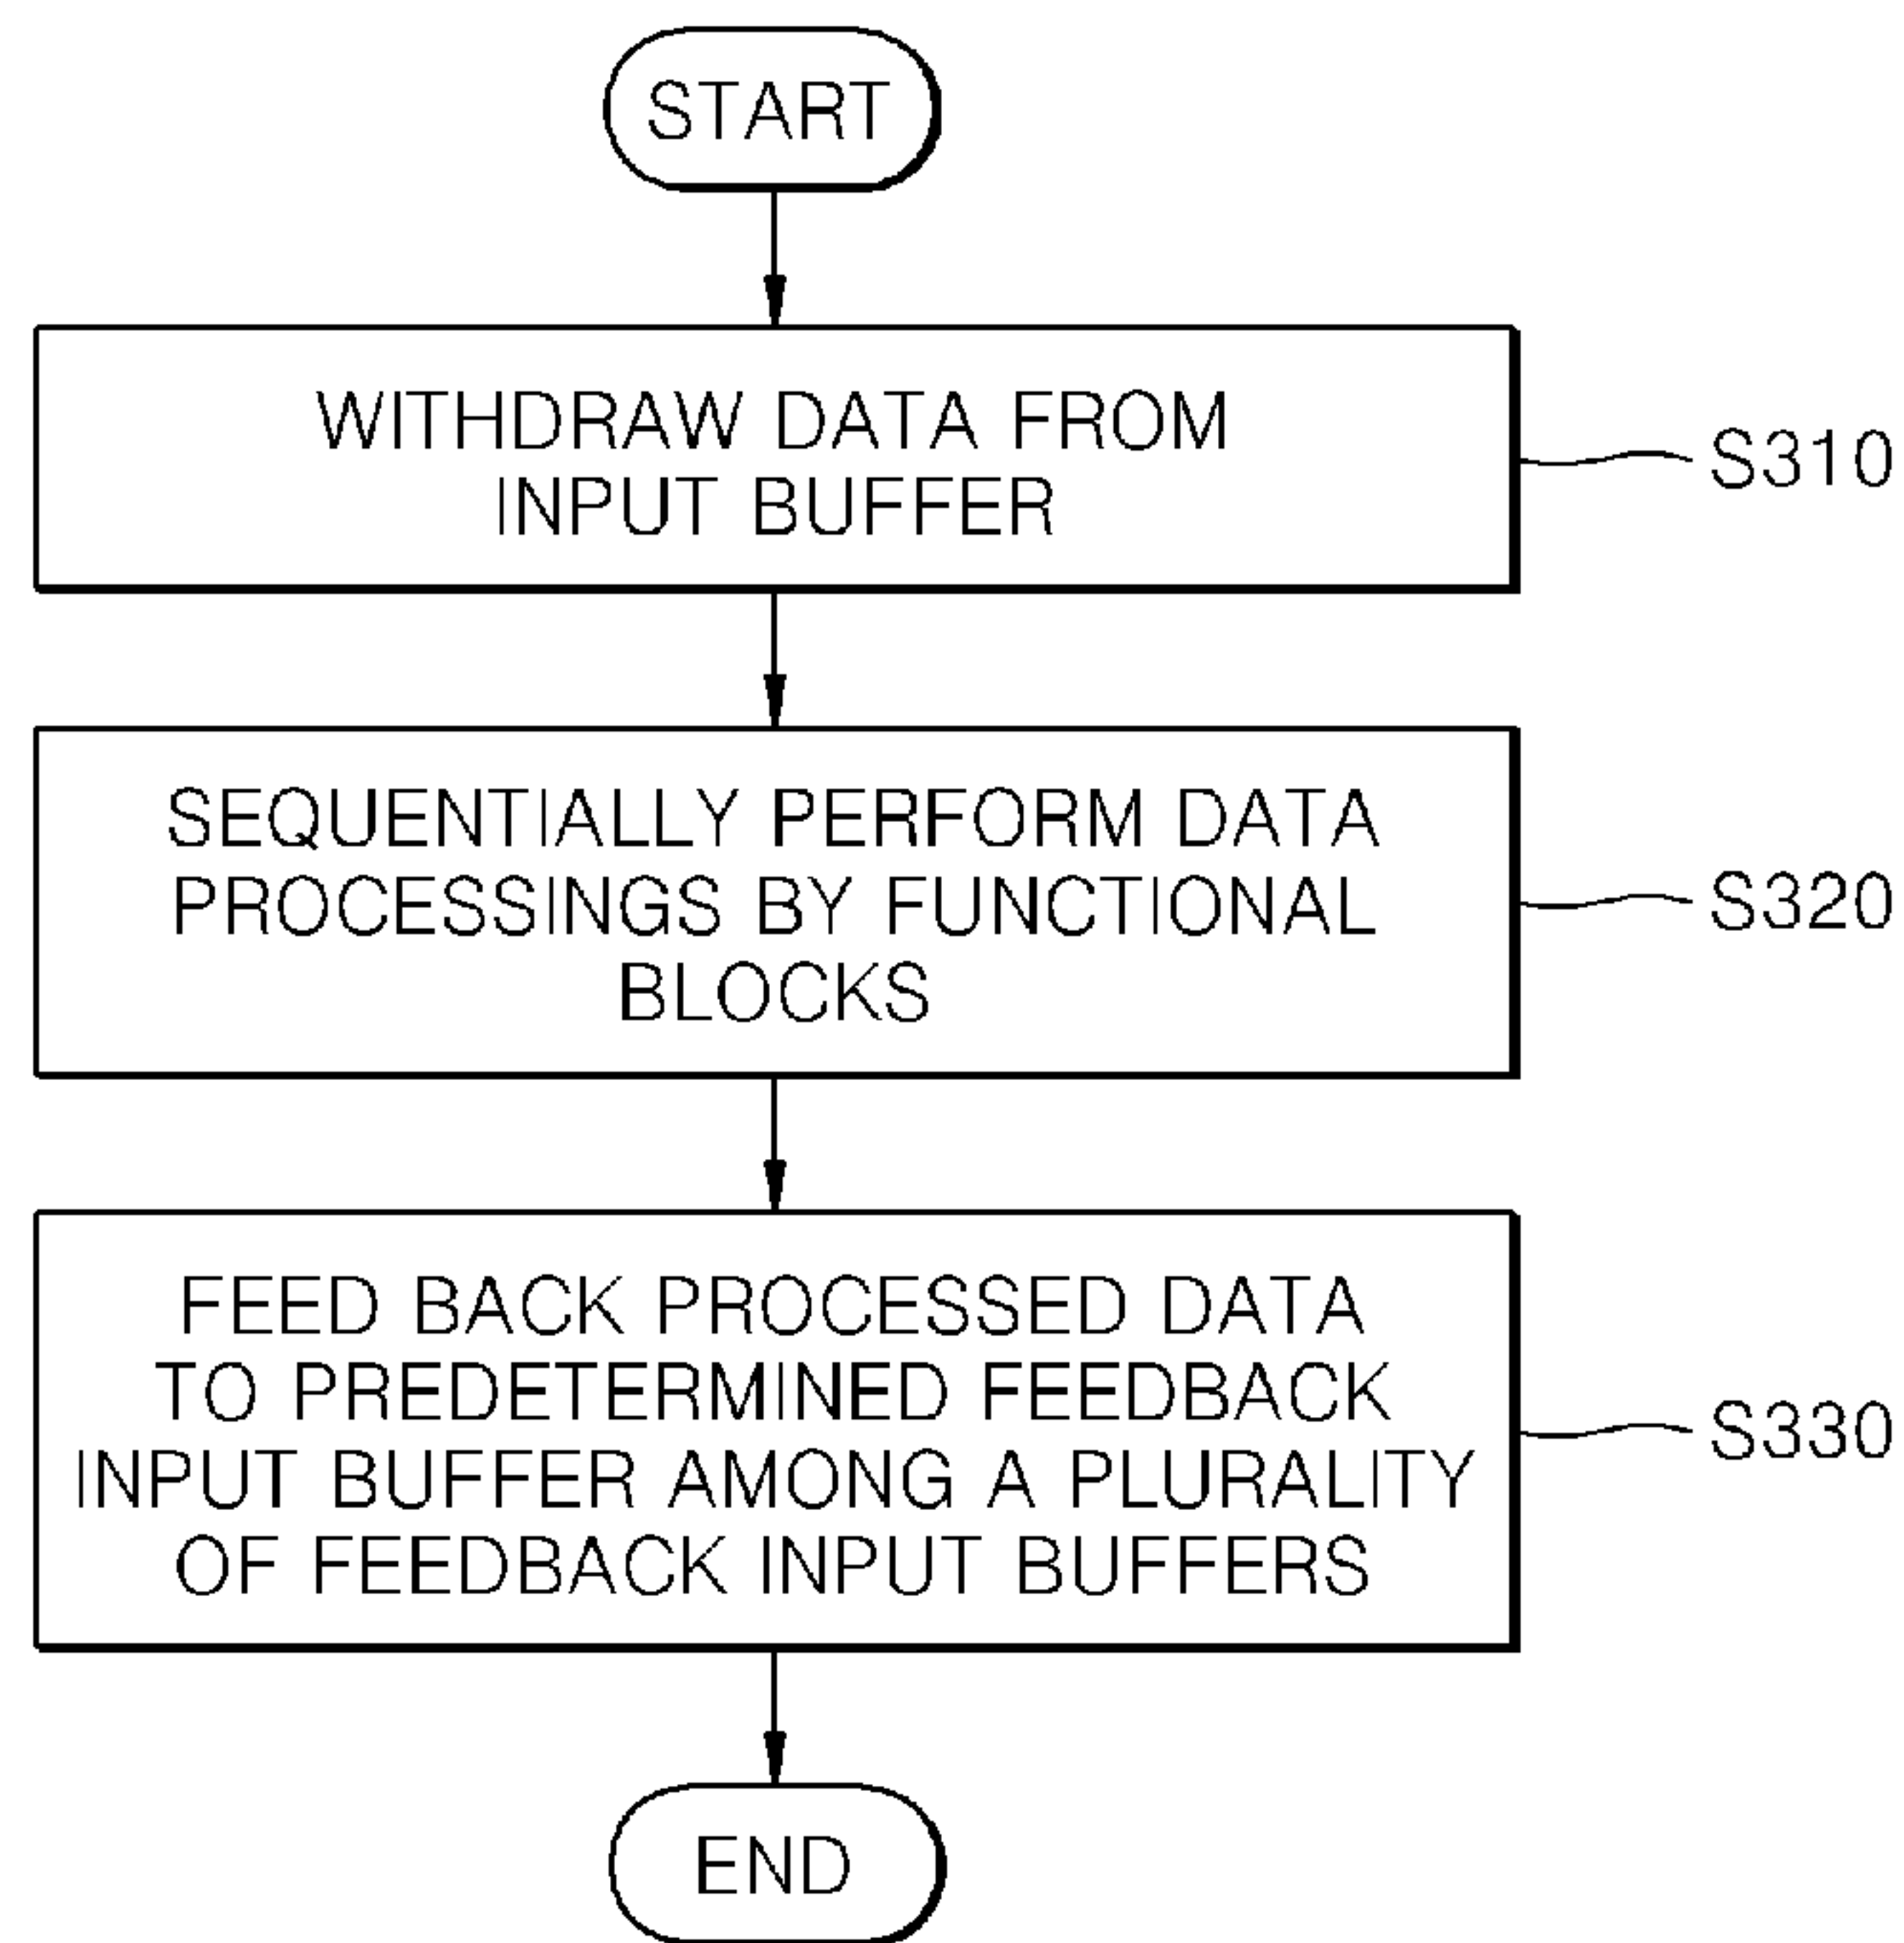 START
WITHDRAW DATA FROM
INPUT BUFFER
S310
SEQUENTIALLY PERFORM DATA
PROCESSINGS BY FUNCTIONAL
BLOCKS
S320
FEED BACK PROCESSED DATA
TO PREDETERMINED FEEDBACK
INPUT BUFFER AMONG A PLURALITY
OF FEEDBACK INPUT BUFFERS
S330
END